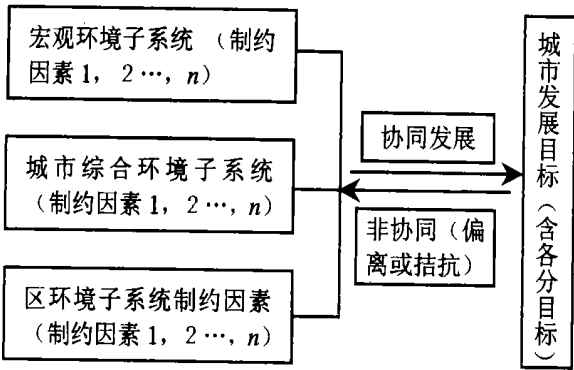 宏观环境子系统 （制约
因素1， 2…，n）
城市综合环境子系统
（制约因素1， 2…，n）
区环境子系统制约因素
（制约因素1， 2…，n）
协同发展
非协同（偏
离或拮抗）
城市发展目标（含各分目标）